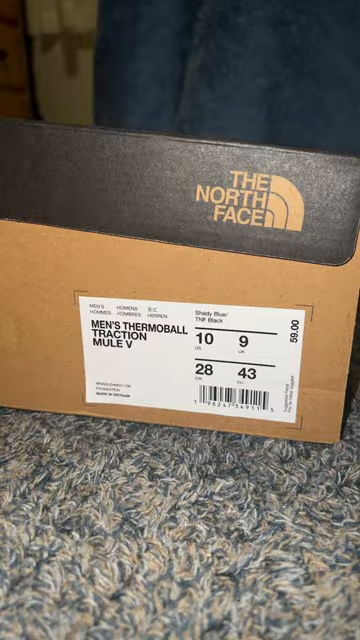 THE
NORTH
FACE
MEN'S HOMENS
HOMMES HOMBRES HERREN
MEN'S THERMOBALL
TRACTION
MULE V
Shady Blue/
TNF Black
10 9
US UK
28 43
CM EU
59.00
MADE IN VIETNAM